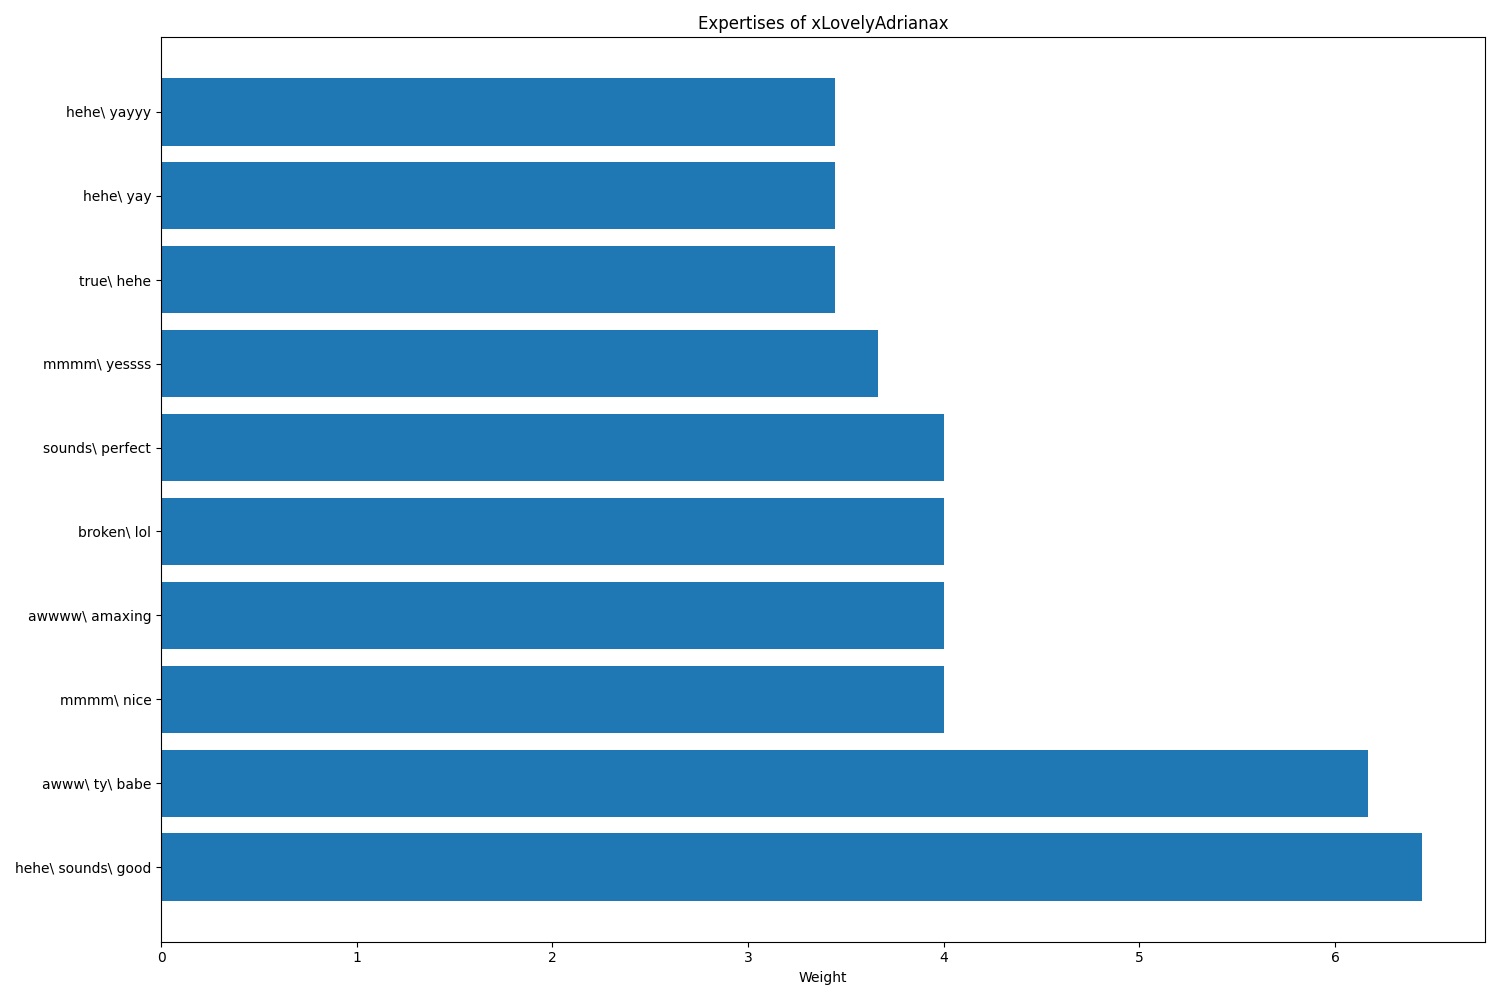 Expertises of xLovelyAdrianax
hehe\ yayyy
hehe\ yay
true\ hehe
mmmm\ yessss
sounds\ perfect
broken\ lol
awwww\ amaxing
mmmm\ nice
awww\ ty\ babe
hehe\ sounds\ good
0 1 2 3 4 5 6
Weight